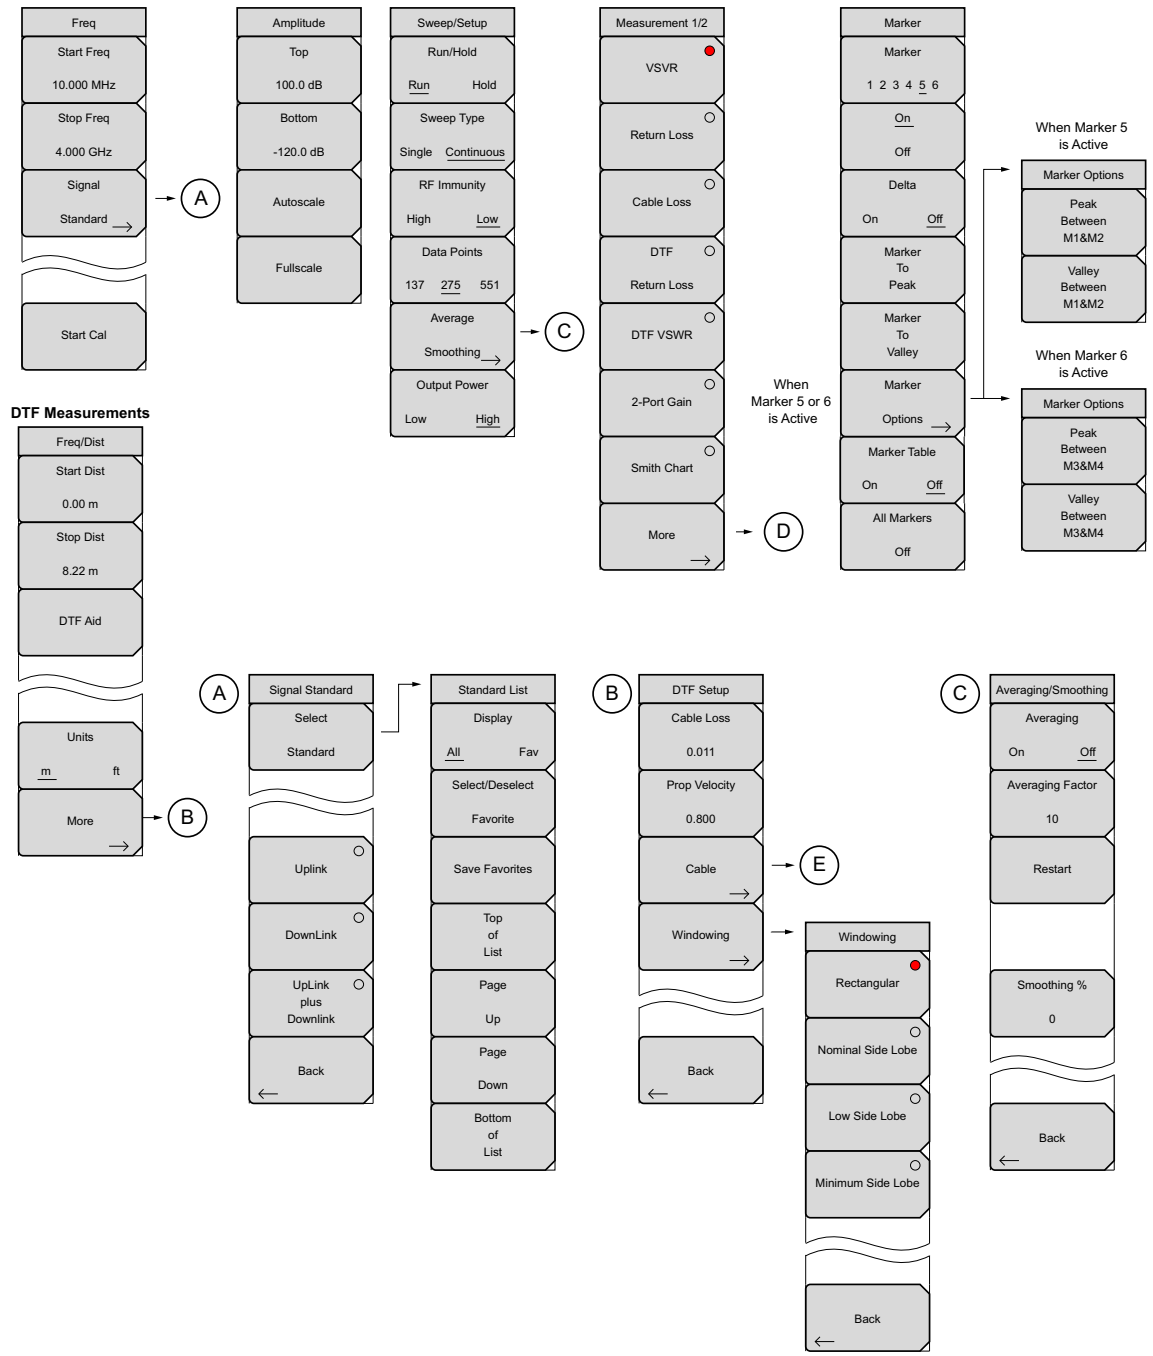 Freq
Start Freq
10.000 MHz
Stop Freq
4.000 GHz
Signal
Standard
Start Cal
A
Amplitude
Top
100.0 dB
Bottom
-120.0 dB
Autoscale
Fullscale
Sweep/Setup
Run/Hold
Run Hold
Sweep Type
Single Continuous
RF Immunity
High Low
Data Points
137 275 551
Average
Smoothing
Output Power
Low High
C
Measurement 1/2
VSVR
Return Loss
Cable Loss
DTF
Return Loss
DTF VSWR
2-Port Gain
Smith Chart
More
D
Marker
Marker
1 2 3 4 5 6
On
Off
Delta
On Off
Marker
To
Peak
Marker
To
Valley
Marker
Options
Marker Table
On Off
All Markers
Off
When
Marker 5 or 6
is Active
When Marker 5
is Active
Marker Options
Peak
Between
M1&M2
Valley
Between
M1&M2
When Marker 6
is Active
Marker Options
Peak
Between
M3&M4
Valley
Between
M3&M4
DTF Measurements
Freq/Dist
Start Dist
0.00 m
Stop Dist
8.22 m
DTF Aid
Units
m ft
More
B
A
Signal Standard
Select
Standard
Uplink
DownLink
UpLink
plus
Downlink
Back
Standard List
Display
All Fav
Select/Deselect
Favorite
Save Favorites
Top
of
List
Page
Up
Page
Down
Bottom
of
List
B
DTF Setup
Cable Loss
0.011
Prop Velocity
0.800
Cable
Windowing
Back
E
Windowing
Rectangular
Nominal Side Lobe
Low Side Lobe
Minimum Side Lobe
Back
C
Averaging/Smoothing
Averaging
On Off
Averaging Factor
10
Restart
Smoothing %
0
Back